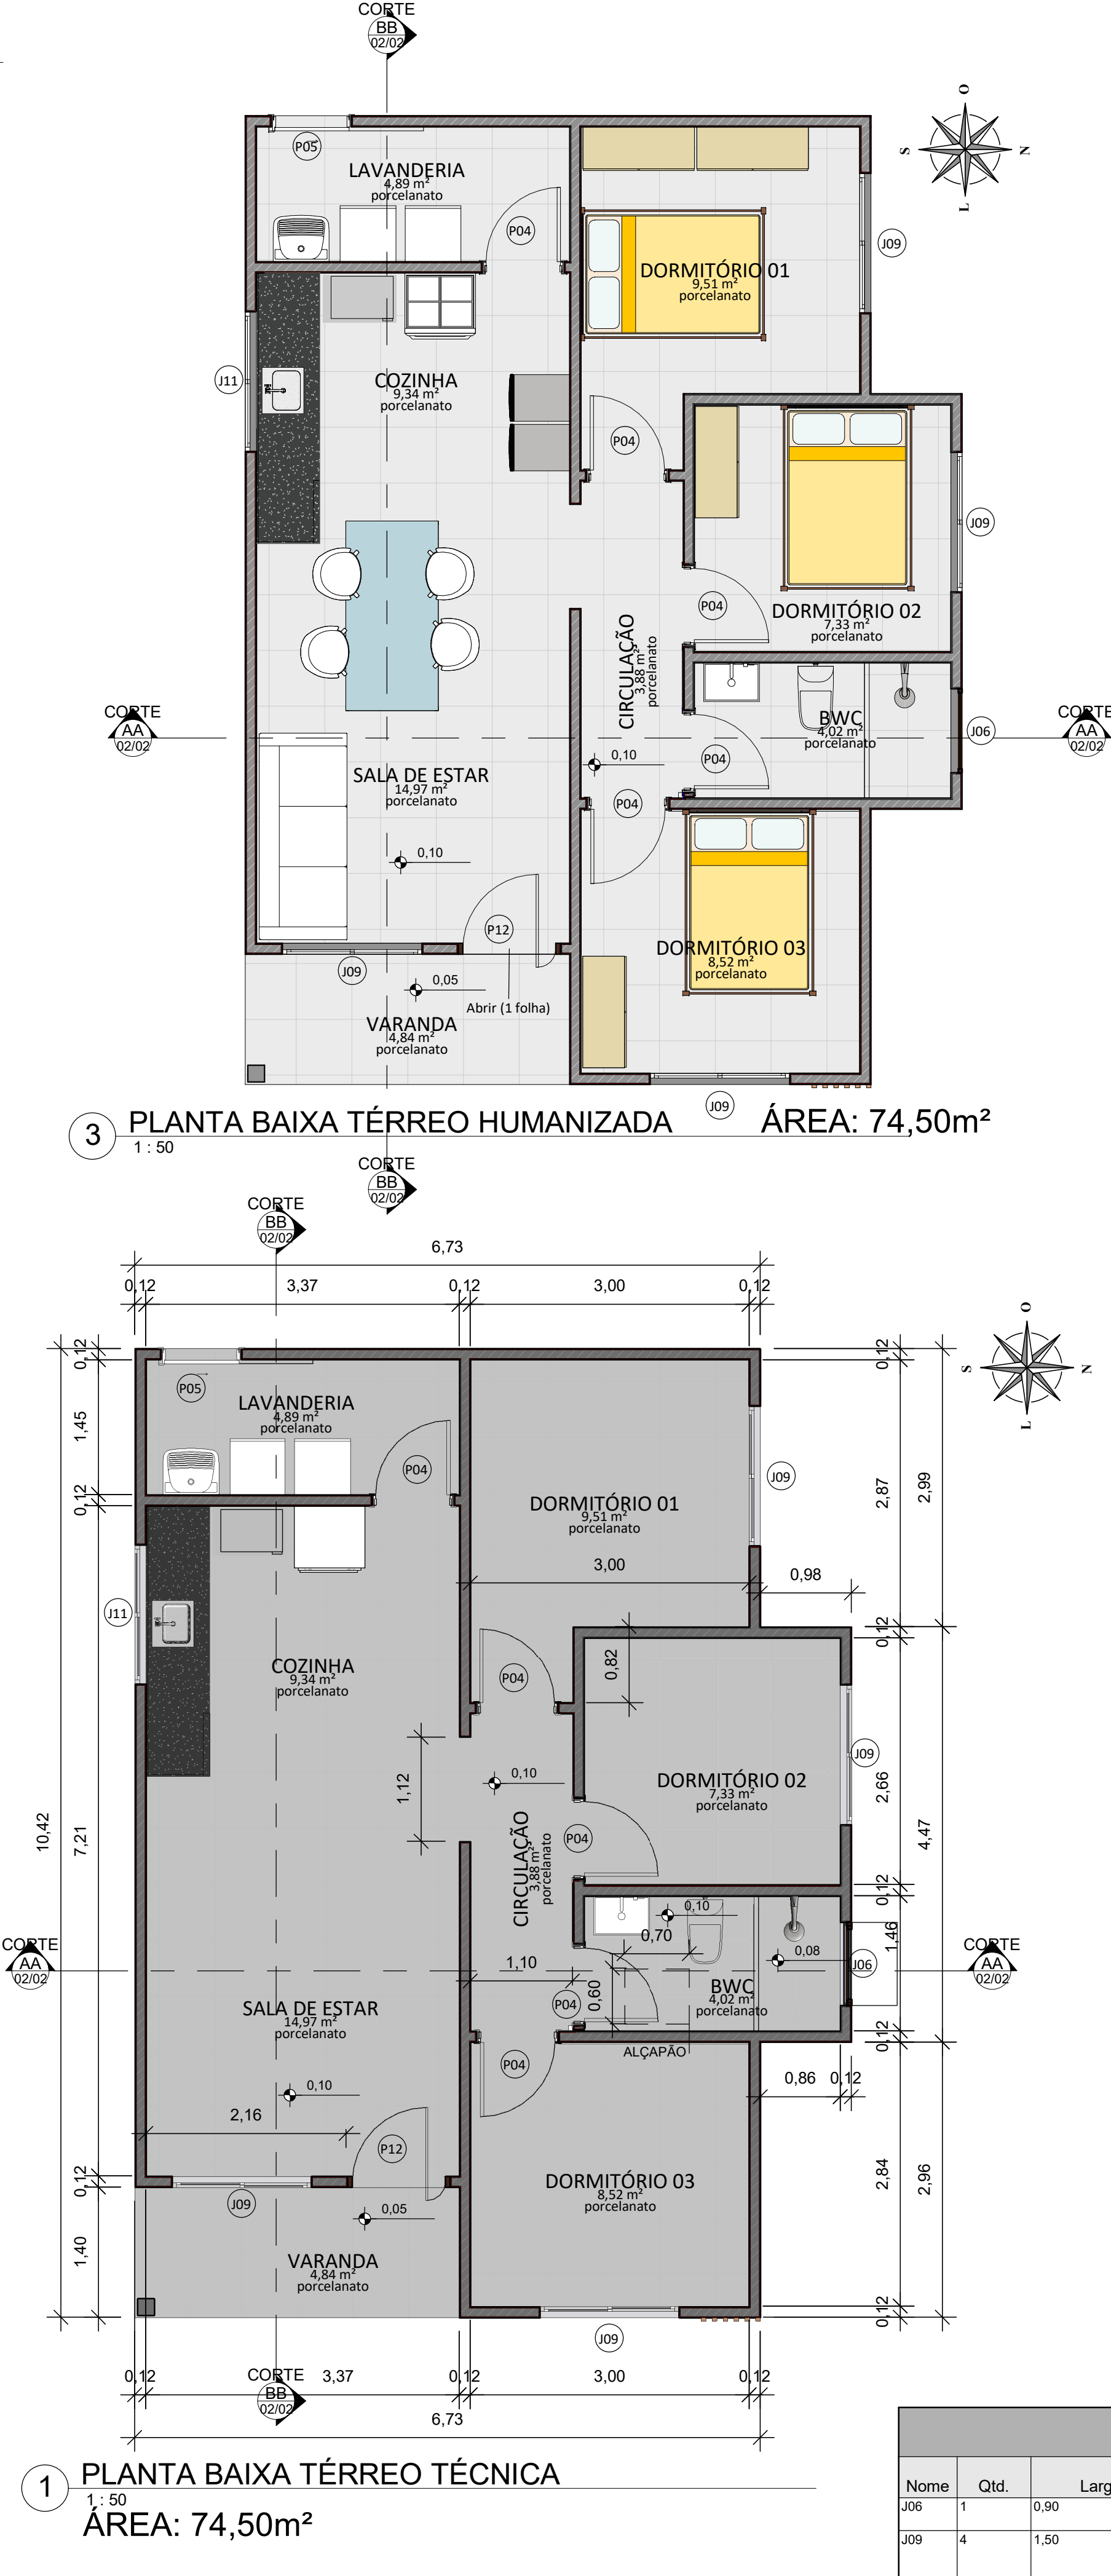 CORTE
BB
02/02
O
S
N
L
P05
LAVANDERIA
4,89 m²
porcelanato
P04
DORMITÓRIO 01
9,51 m²
porcelanato
J09
J11
COZINHA
9,34 m²
porcelanato
P04
J09
P04
DORMITÓRIO 02
7,33 m²
porcelanato
CIRCULAÇÃO
3,88 m²
porcelanato
CORTE
AA
02/02
BWC
4,02 m²
porcelanato
J06
CORTE
AA
02/02
0,10
P04
SALA DE ESTAR
14,97 m²
porcelanato
P04
0,10
P12
DORMITÓRIO 03
8,52 m²
porcelanato
J09
0,05
Abrir (1 folha)
VARANDA
4,84 m²
porcelanato
J09
3
PLANTA BAIXA TÉRREO HUMANIZADA
ÁREA: 74,50m²
1 : 50
CORTE
BB
02/02
CORTE
BB
02/02
6,73
0,12
3,37
0,12
3,00
0,12
O
S
N
L
0,12
1,45
0,12
7,21
0,12
1,40
10,42
P05
LAVANDERIA
4,89 m²
porcelanato
P04
DORMITÓRIO 01
9,51 m²
porcelanato
3,00
J09
0,12
2,87
2,99
0,98
0,12
J11
COZINHA
9,34 m²
porcelanato
P04
0,82
1,12
0,10
DORMITÓRIO 02
7,33 m²
porcelanato
J09
2,66
4,47
P04
CIRCULAÇÃO
3,88 m²
porcelanato
0,12
0,10
0,70
0,08
1,46
CORTE
AA
02/02
1,10
0,60
BWC
4,02 m²
porcelanato
J06
CORTE
AA
02/02
P04
SALA DE ESTAR
14,97 m²
porcelanato
0,12
ALÇAPÃO
P04
0,86
0,12
0,10
2,16
P12
DORMITÓRIO 03
8,52 m²
porcelanato
2,84
2,96
J09
0,05
VARANDA
4,84 m²
porcelanato
0,12
J09
0,12
3,37
0,12
3,00
0,12
CORTE
BB
02/02
6,73
1
PLANTA BAIXA TÉRREO TÉCNICA
1 : 50
ÁREA: 74,50m²
Nome Qtd. Larg
J06 1 0,90
J09 4 1,50